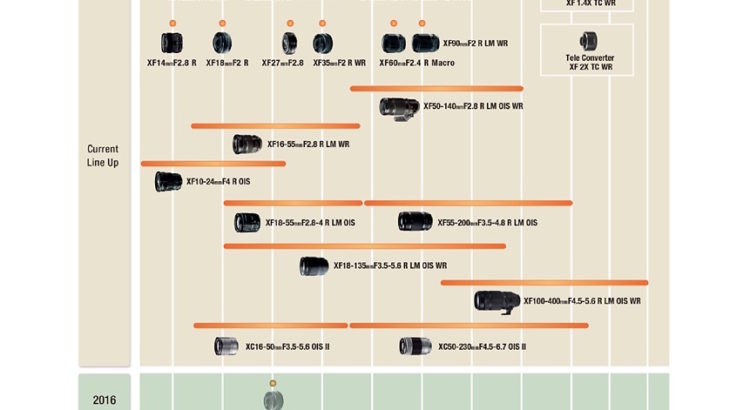 XF 1.4X TC WR
XF14mmF2.8 R
XF18mmF2 R
XF27mmF2.8
XF35mmF2 R WR
XF60mmF2.4 R Macro
XF90mmF2 R LM WR
Tele Converter
XF 2X TC WR
XF50-140mmF2.8 R LM OIS WR
XF16-55mmF2.8 R LM WR
Current
Line Up
XF10-24mmF4 R OIS
XF18-55mmF2.8-4 R LM OIS
XF55-200mmF3.5-4.8 R LM OIS
XF18-135mmF3.5-5.6 R LM OIS WR
XF100-400mmF4.5-5.6 R LM OIS WR
XC16-50mmF3.5-5.6 OIS II
XC50-230mmF4.5-6.7 OIS II
2016